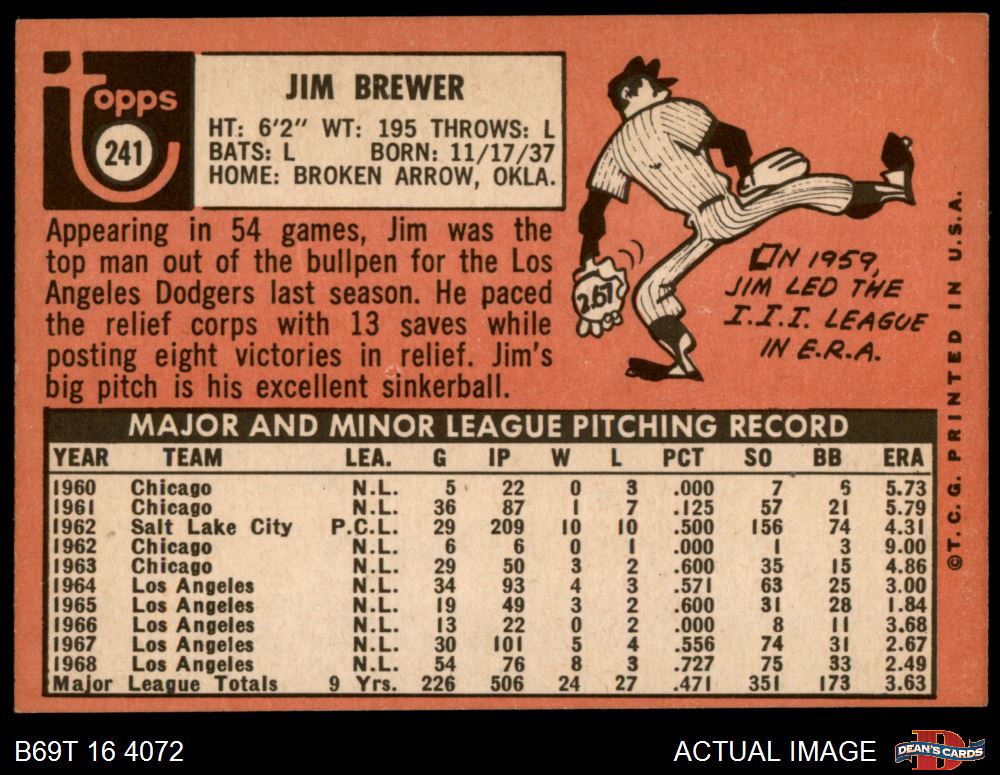 Topps
241
JIM BREWER
HT: 6'2" WT: 195 THROWS: L
BATS: L BORN: 11/17/37
HOME: BROKEN ARROW, OKLA.
Appearing in 54 games, Jim was the
top man out of the bullpen for the Los
Angeles Dodgers last season. He paced
the relief corps with 13 saves while
posting eight victories in relief. Jim's
big pitch is his excellent sinkerball.
2.67
ON 1959,
JIM LED THE
I.I.I. LEAGUE
IN E.R.A.
MAJOR AND MINOR LEAGUE PITCHING RECORD
YEAR TEAM LEA. G IP W L PCT SO BB ERA
1960 Chicago N.L. 5 22 0 3 .000 7 6 5.73
1961 Chicago N.L. 36 87 1 7 .125 57 21 5.79
1962 Salt Lake City P.C.L. 29 209 10 10 .500 156 74 4.31
1962 Chicago N.L. 6 6 0 1 .000 1 3 9.00
1963 Chicago N.L. 29 50 3 2 .600 35 15 4.86
1964 Los Angeles N.L. 34 93 4 3 .571 63 25 3.00
1965 Los Angeles N.L. 19 49 3 2 .600 31 28 1.84
1966 Los Angeles N.L. 13 22 0 2 .000 8 11 3.68
1967 Los Angeles N.L. 30 101 5 4 .556 74 31 2.67
1968 Los Angeles N.L. 54 76 8 3 .727 75 33 2.49
Major League Totals 9 Yrs. 226 506 24 27 .471 351 173 3.63
© T. C. G. PRINTED IN U.S.A.
B69T 16 4072
ACTUAL IMAGE
D
DEAN'S CARDS